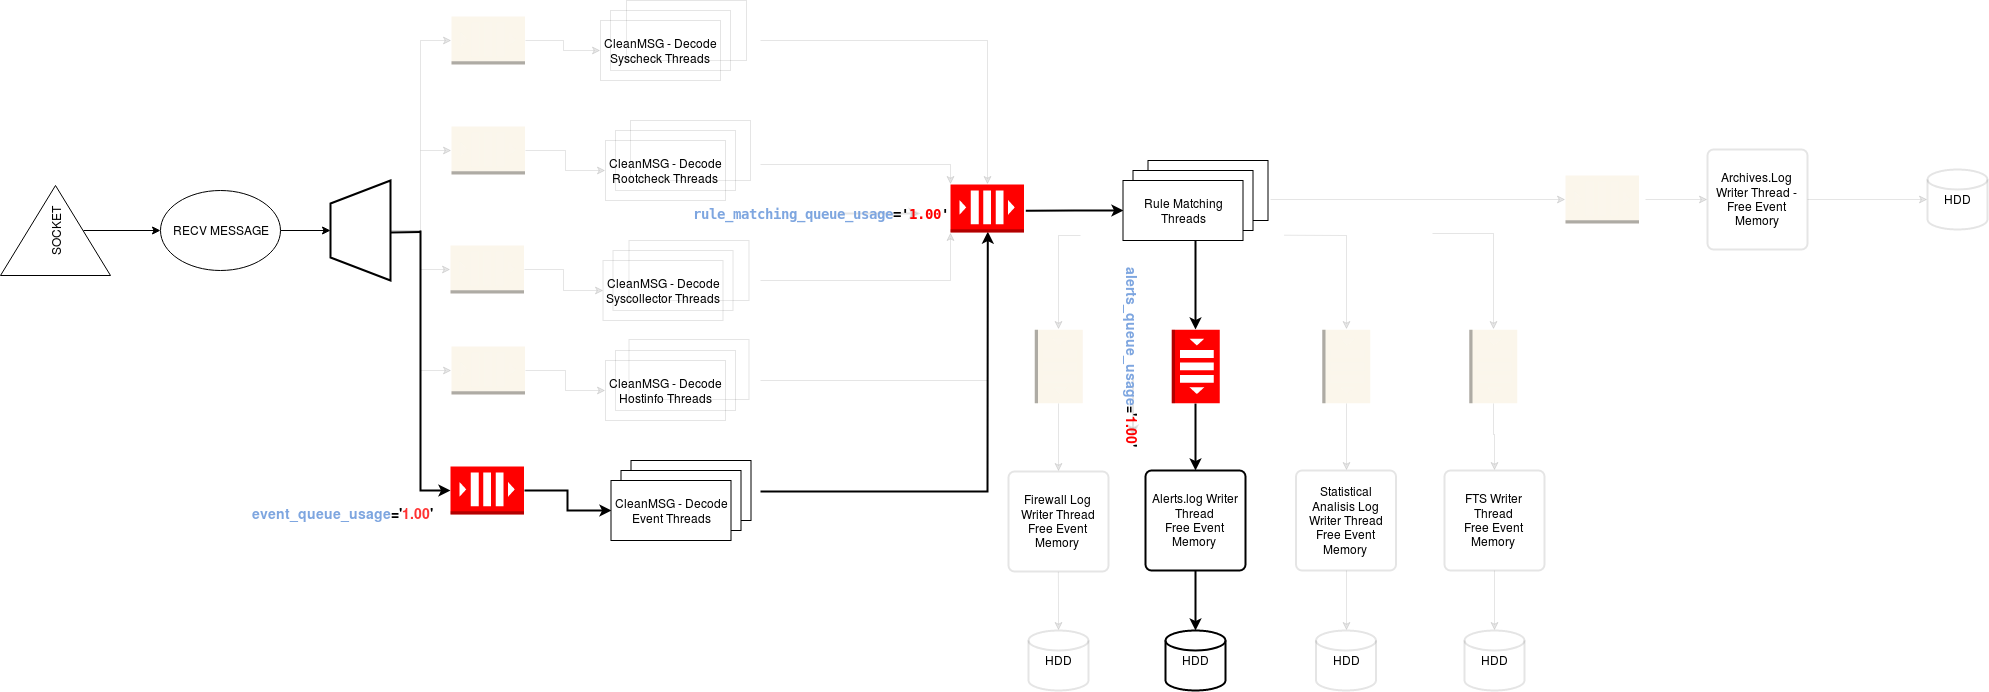 CleanMSG - Decode
Syscheck Threads
CleanMSG - Decode
Rootcheck Threads
SOCKET
RECV MESSAGE
rule_matching_queue_usage='1.00'
Rule Matching
Threads
Archives.Log
Writer Thread -
Free Event
Memory
HDD
CleanMSG - Decode
Syscollector Threads
alerts_queue_usage='1.00'
CleanMSG - Decode
Hostinfo Threads
event_queue_usage='1.00'
CleanMSG - Decode
Event Threads
Firewall Log
Writer Thread
Free Event
Memory
Alerts.log Writer
Thread
Free Event
Memory
Statistical
Analisis Log
Writer Thread
Free Event
Memory
FTS Writer
Thread
Free Event
Memory
HDD
HDD
HDD
HDD